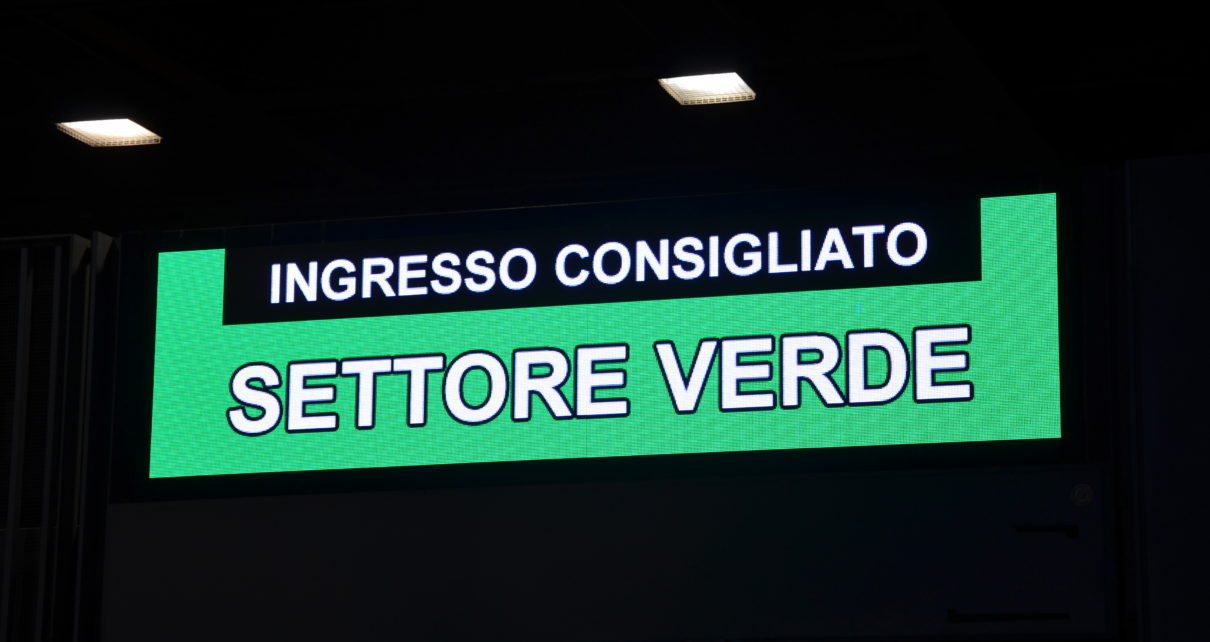 INGRESSO CONSIGLIATO
SETTORE VERDE